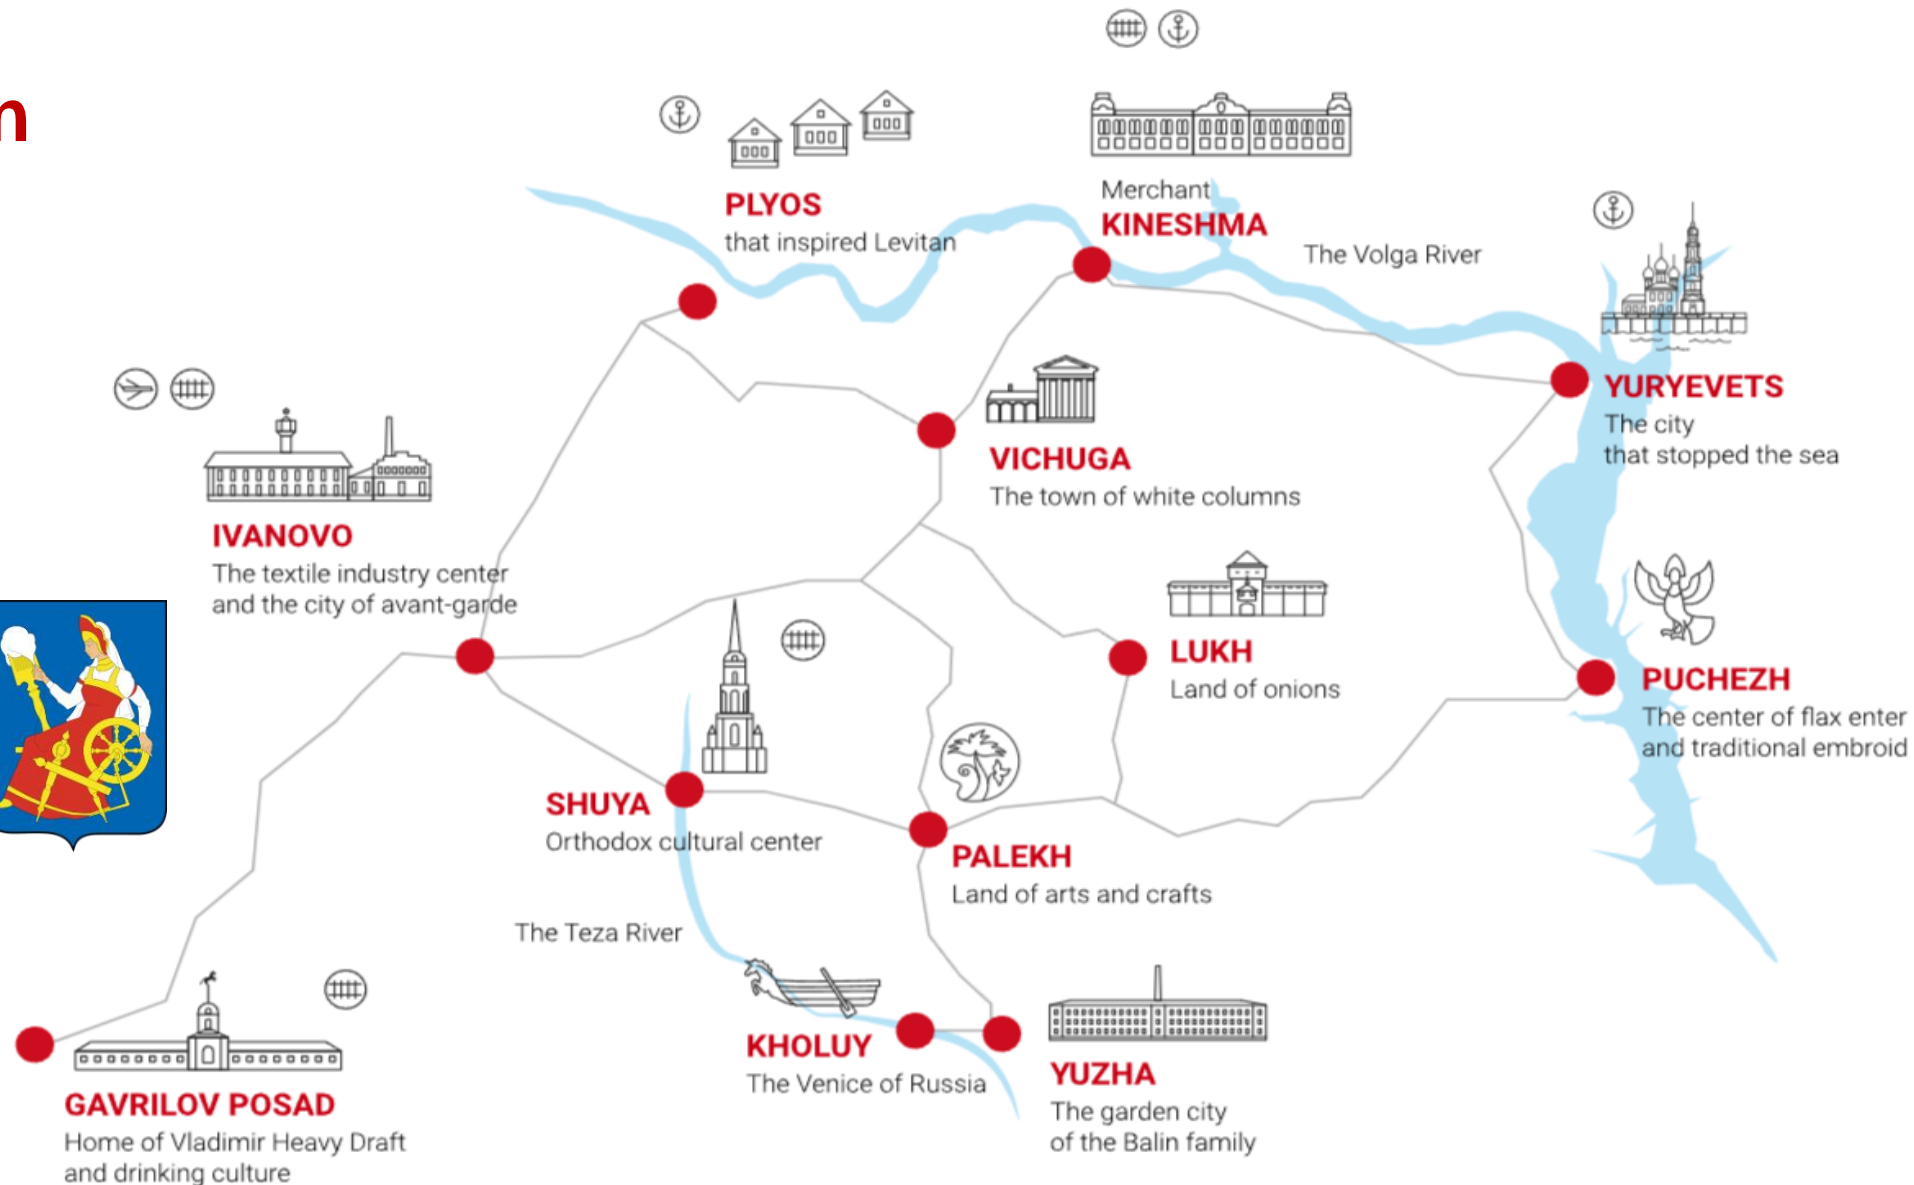 n
PLYOS
that inspired Levitan
Merchant
KINESHMA
The Volga River
YURYEVETS
The city
that stopped the sea
VICHUGA
The town of white columns
IVANOVO
The textile industry center
and the city of avant-garde
LUKH
Land of onions
PUCHEZH
The center of flax enter
and traditional embroid
SHUYA
Orthodox cultural center
PALEKH
Land of arts and crafts
The Teza River
KHOLUY
The Venice of Russia
YUZHA
The garden city
of the Balin family
GAVRILOV POSAD
Home of Vladimir Heavy Draft
and drinking culture